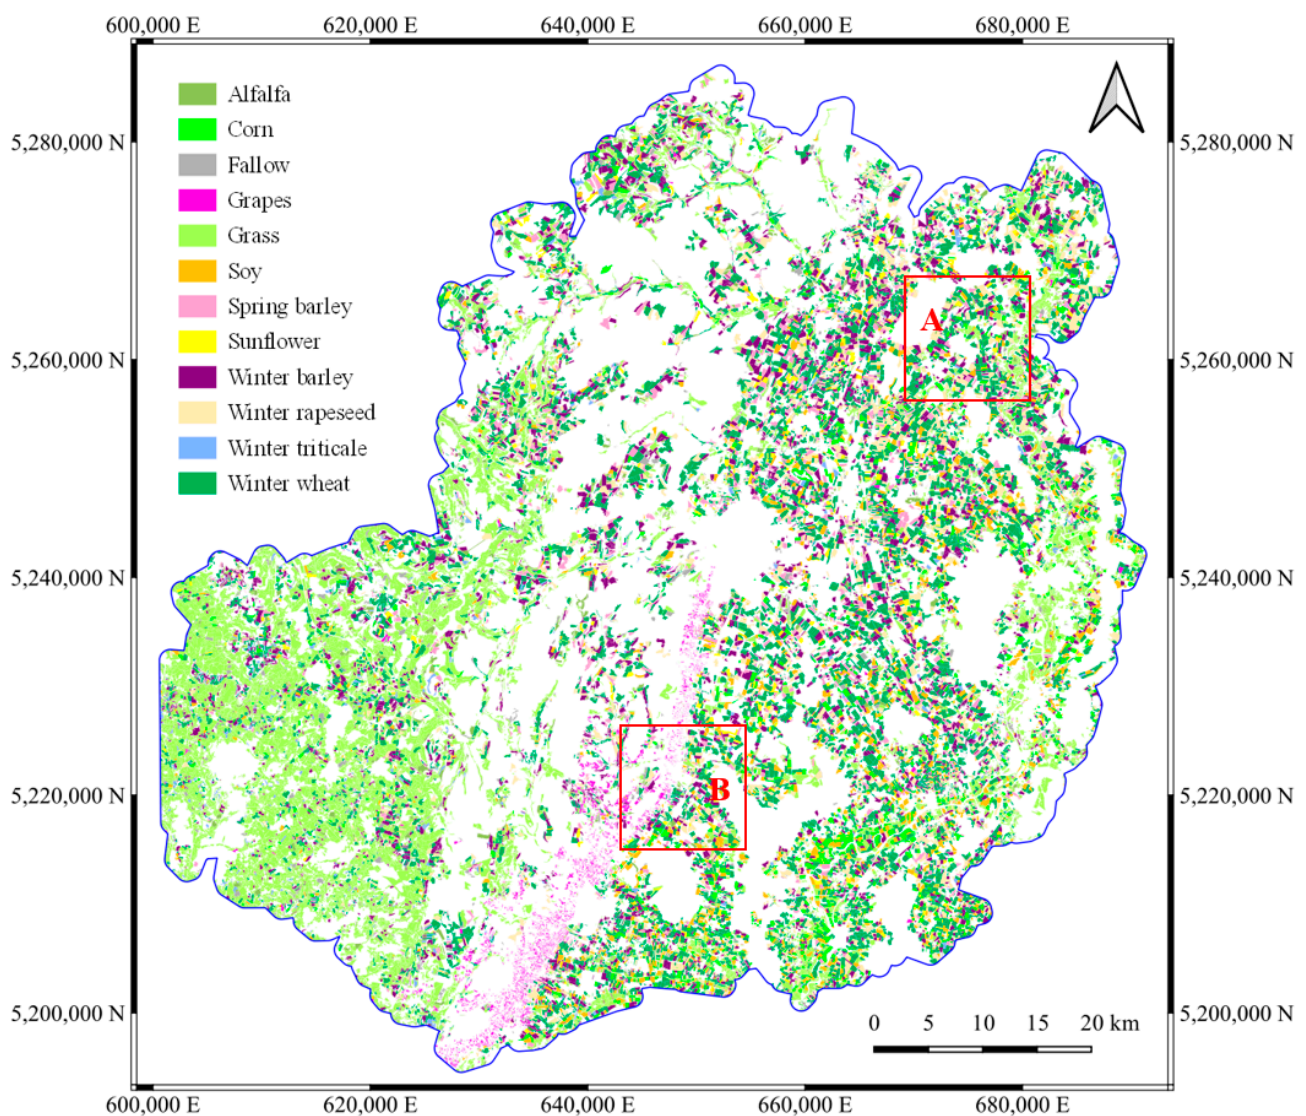 600,000 E 620,000 E 640,000 E 660,000 E 680,000 E
Alfalfa
Corn
5,280,000 N 5,280,000 N
Fallow
Grapes
Grass
Soy
Spring barley
A
Sunflower
5,260,000 N 5,260,000 N
Winter barley
Winter rapeseed
Winter triticale
Winter wheat
5,240,000 N 5,240,000 N
B
5,220,000 N 5,220,000 N
5,200,000 N 5,200,000 N
0 5 10 15 20 km
600,000 E 620,000 E 640,000 E 660,000 E 680,000 E